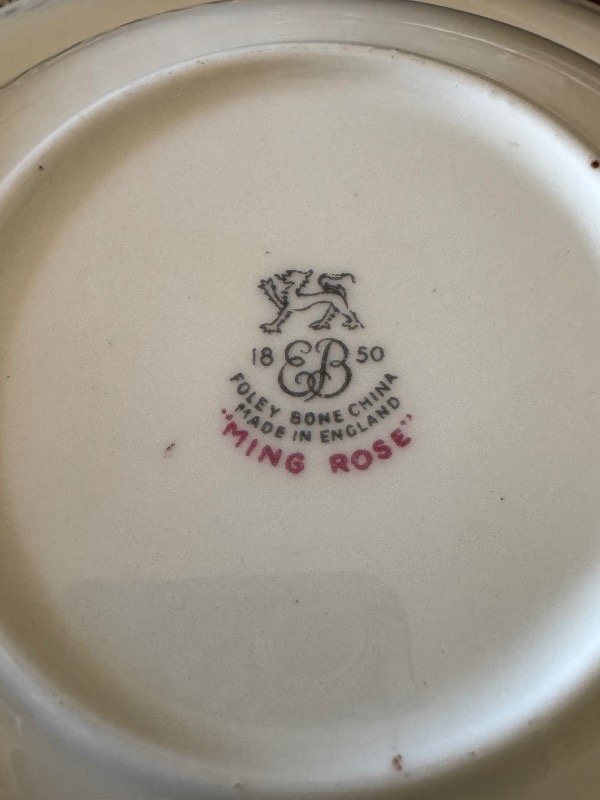 18 EB 50
FOLEY BONE CHINA
MADE IN ENGLAND
"MING ROSE"